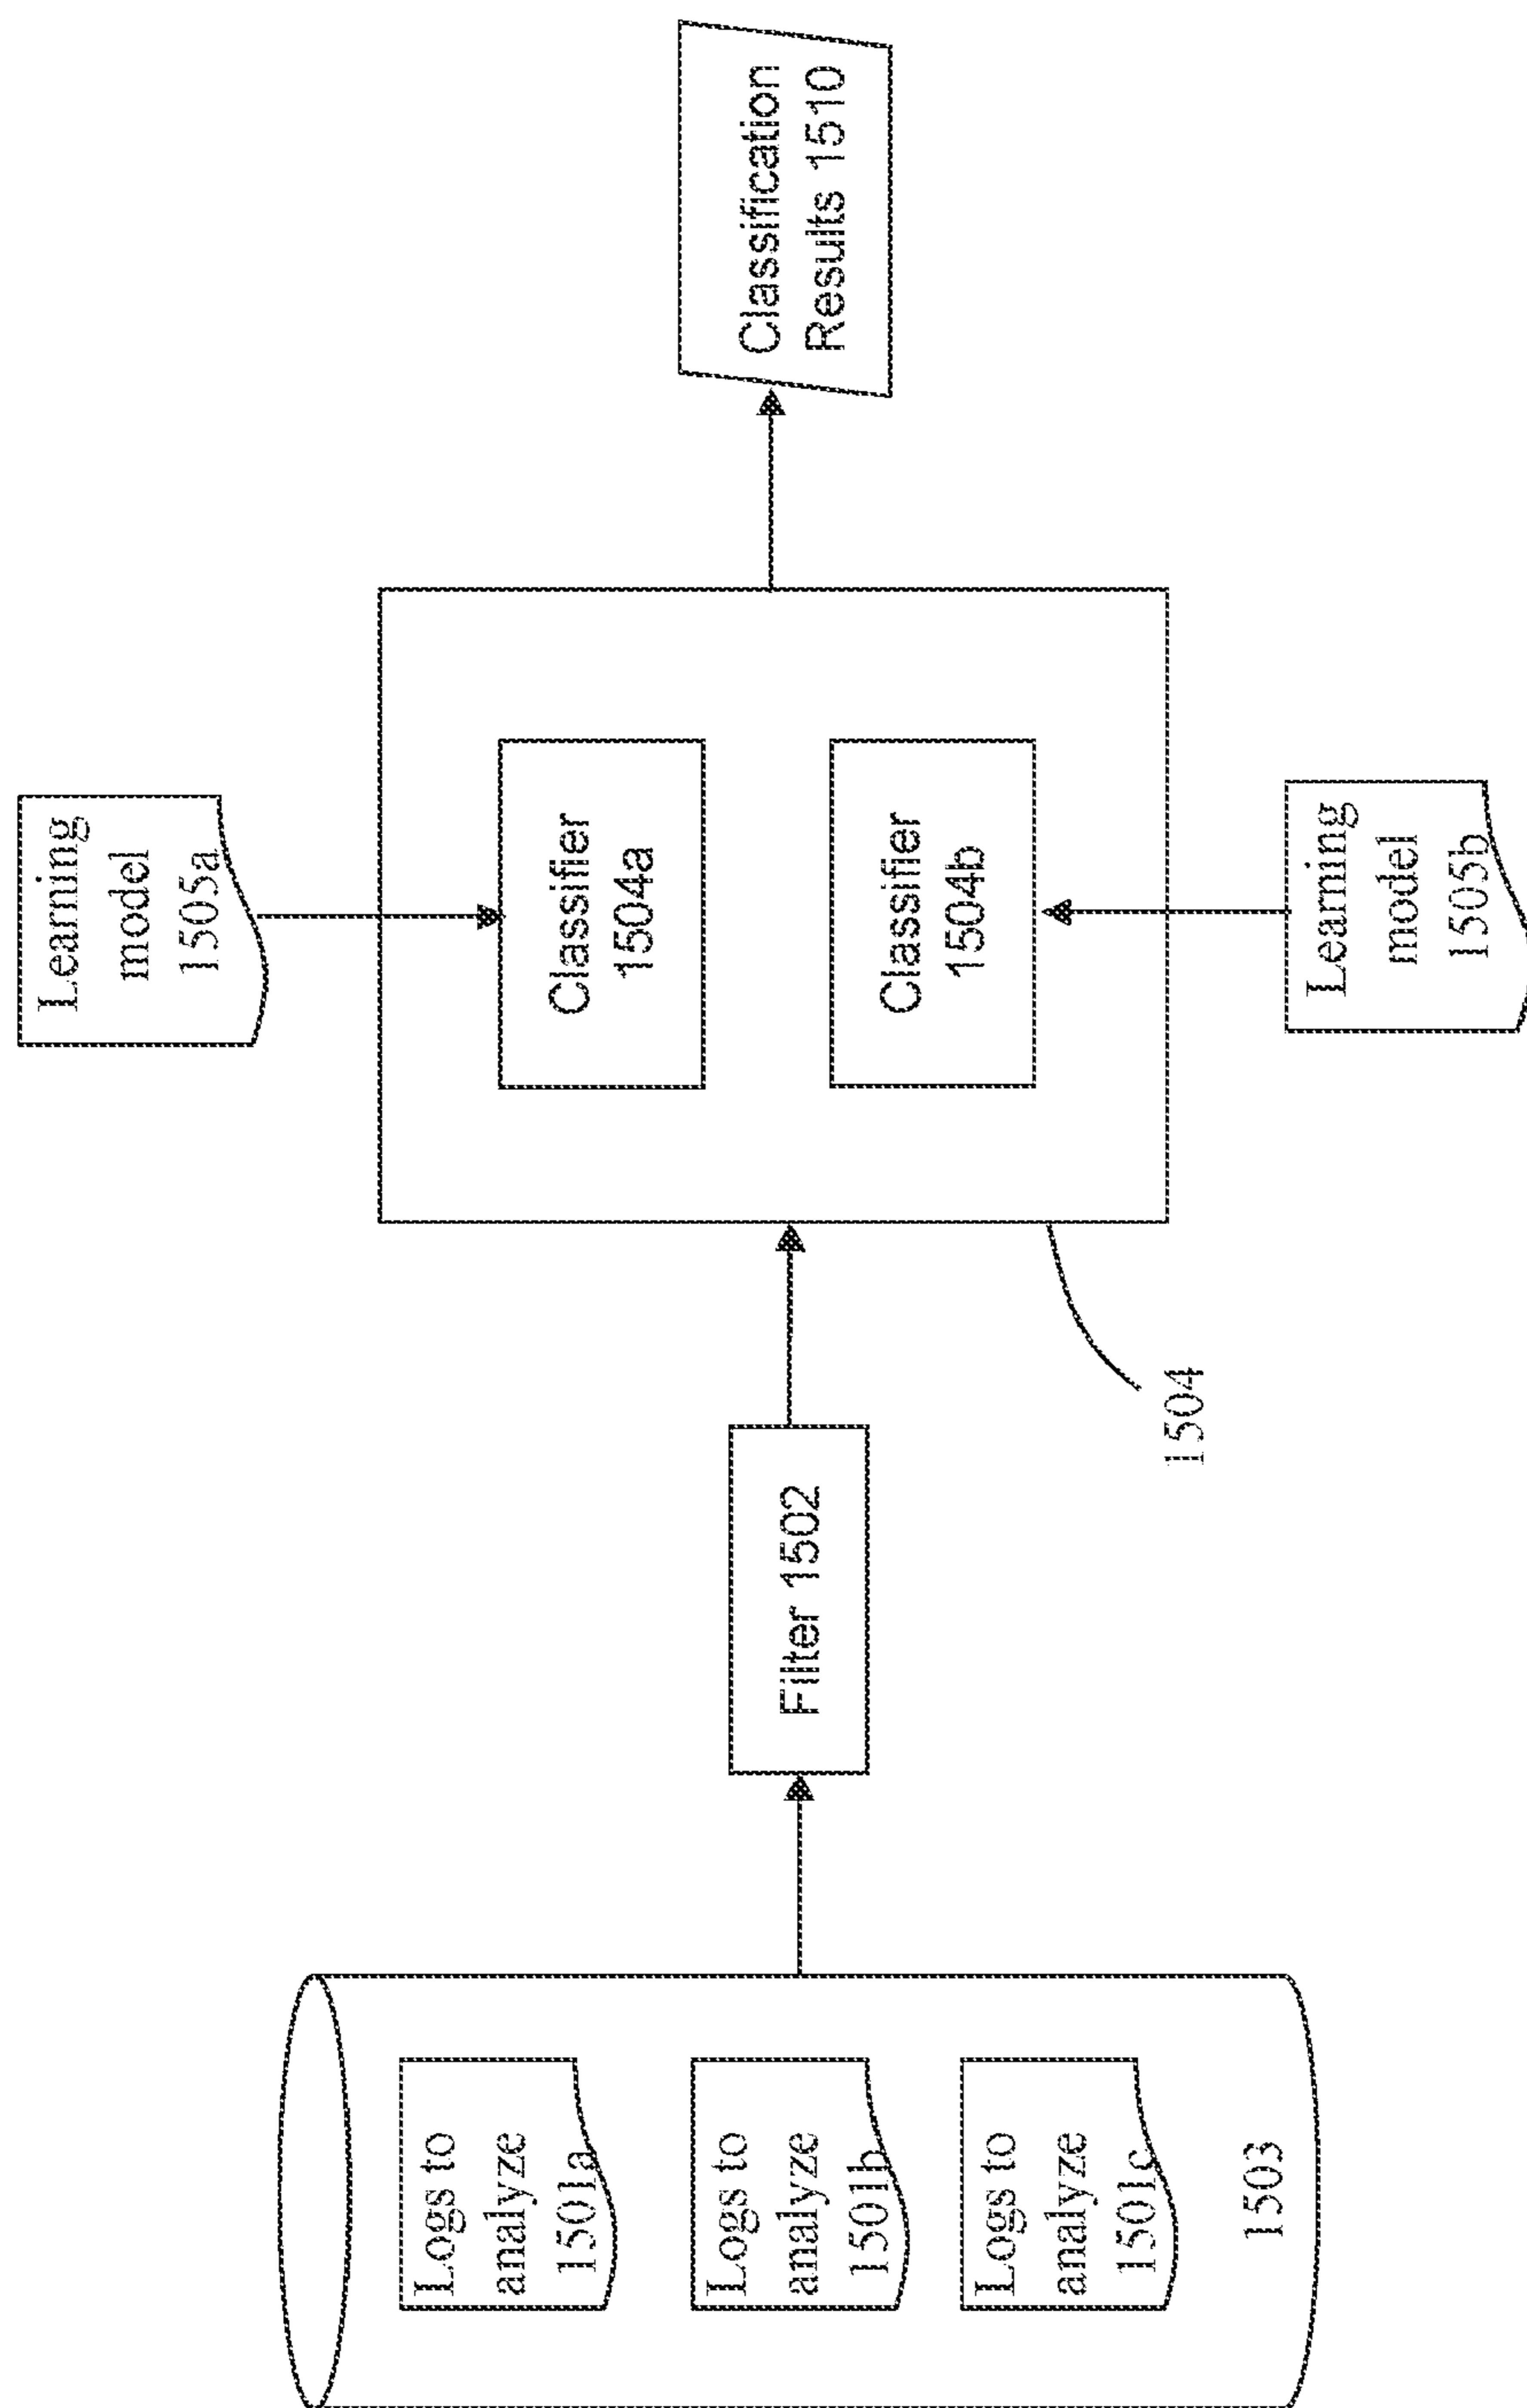 Logs to
analyze
1501a
Logs to
analyze
1501b
Logs to
analyze
1501c
1503
Filter 1502
1504
Learning
model
1505a
Classifier
1504a
Classifier
1504b
Learning
model
1505b
Classification
Results 1510